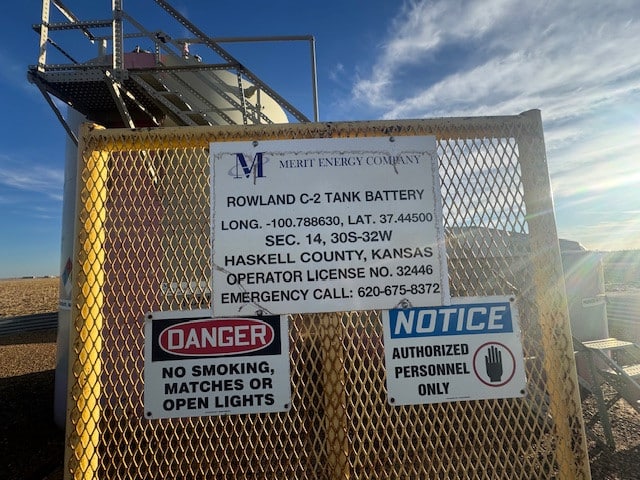 M MERIT ENERGY COMPANY
ROWLAND C-2 TANK BATTERY
LONG. -100.788630, LAT. 37.44500
SEC. 14, 30S-32W
HASKELL COUNTY, KANSAS
OPERATOR LICENSE NO. 32446
EMERGENCY CALL: 620-675-8372
DANGER
NO SMOKING,
MATCHES OR
OPEN LIGHTS
NOTICE
AUTHORIZED
PERSONNEL
ONLY